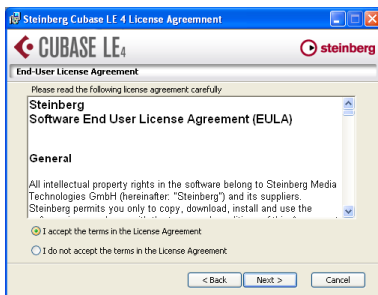 Steinberg Cubase LE 4 License Agreemnent
CUBASE LE4
steinberg
End-User License Agreement
Please read the following license agreement carefully
Steinberg
Software End User License Agreement (EULA)
General
All intellectual property rights in the software belong to Steinberg Media
Technologies GmbH (hereinafter: "Steinberg") and its suppliers.
Steinberg permits you only to copy, download, install and use the
I accept the terms in the License Agreement
I do not accept the terms in the License Agreement
< Back
Next >
Cancel